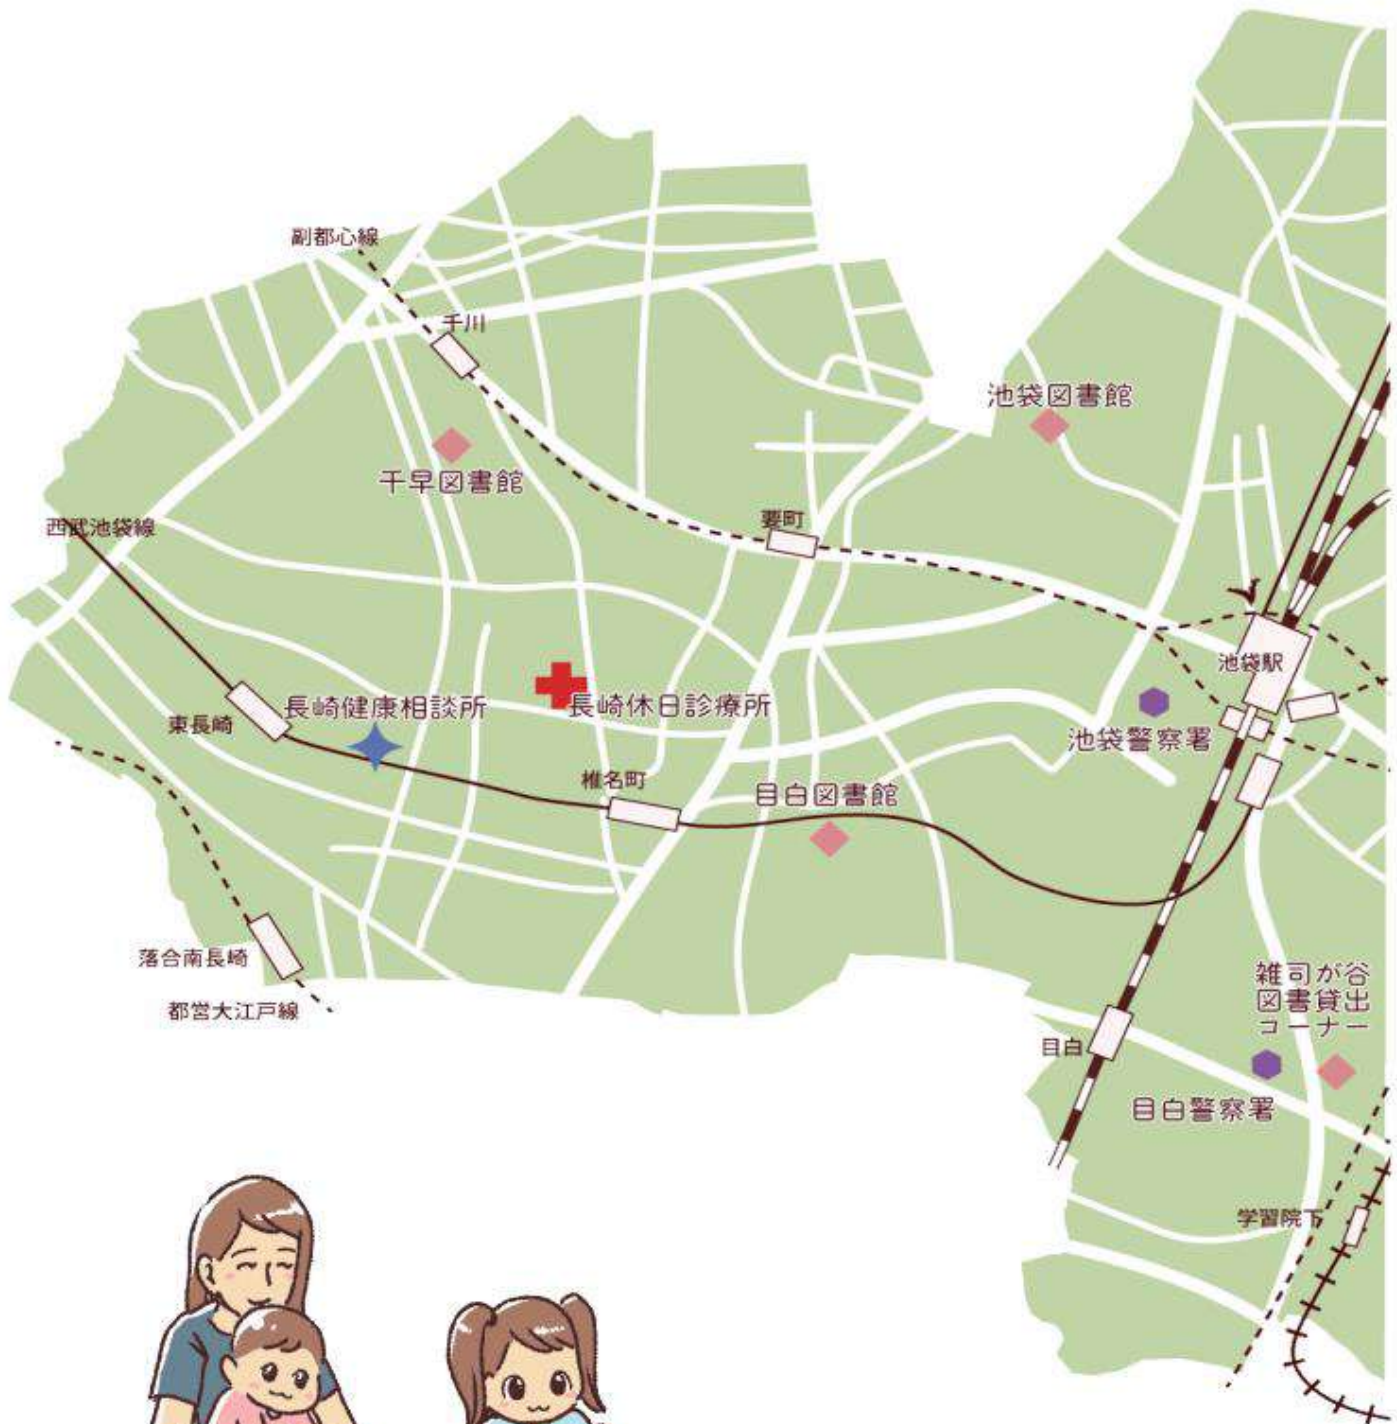 副都心線
千川
池袋図書館
千早図書館
要町
西武池袋線
池袋駅
長崎健康相談所
長崎休日診療所
東長崎
池袋警察署
椎名町
目白図書館
落合南長崎
都営大江戸線
雑司が谷
図書貸出
コーナー
目白
目白警察署
学習院下